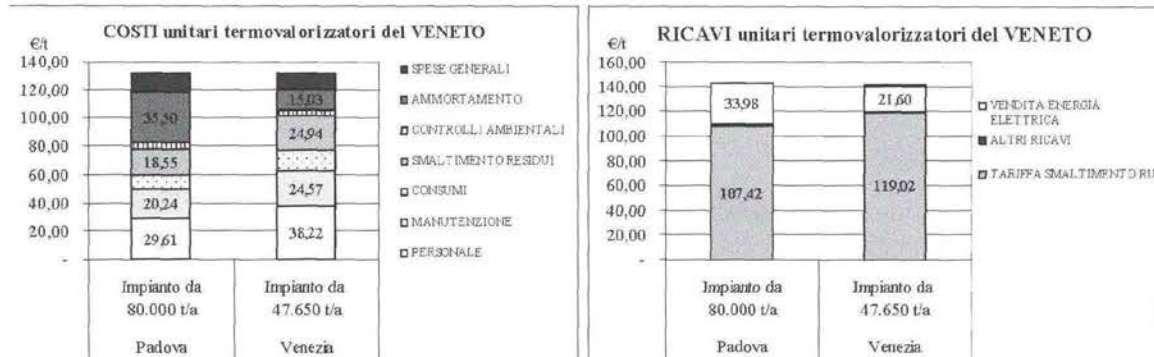 COSTI unitari termovalorizzatori del VENETO
€/t
140,00
120,00
100,00
80,00
60,00
40,00
20,00
-
35,30
18,55
20,24
29,61
15,03
24,94
24,57
38,22
SPESE GENERALI
AMMORTAMENTO
CONTROLLI AMBIENTALI
SMALTIMENTO RESIDUI
CONSUMI
MANUTENZIONE
PERSONALE
Impianto da
80.000 t/a
Impianto da
47.650 t/a
Padova
Venezia
RICAVI unitari termovalorizzatori del VENETO
€/t
160,00
140,00
120,00
100,00
80,00
60,00
40,00
20,00
-
33,98
107,42
21,60
119,02
VENDITA ENERGIA
ELETTRICA
ALTRI RICAVI
TARIFFA SMALTIMENTO RU
Impianto da
80.000 t/a
Impianto da
47.650 t/a
Padova
Venezia